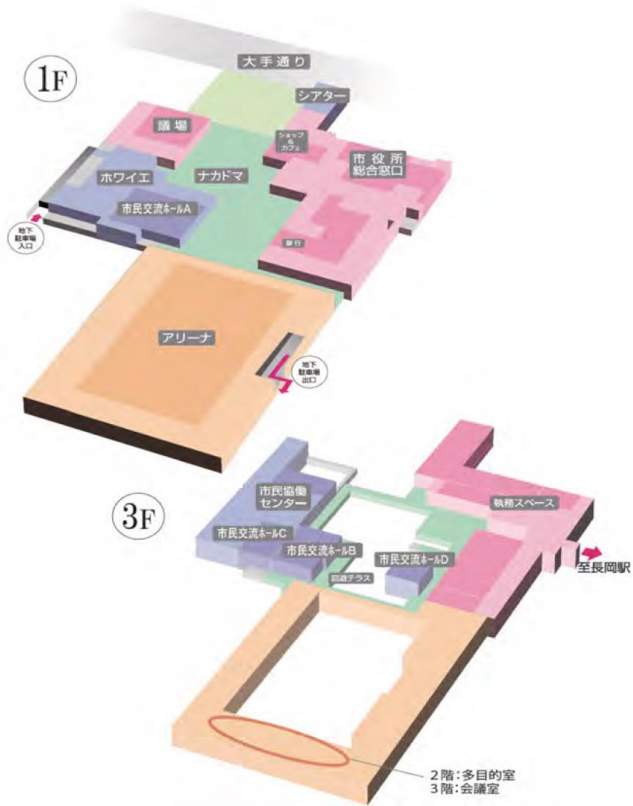 1F
大手通り
シアター
議場
ショップ
&
カフェ
市役所
総合窓口
ホワイエ
ナカドマ
市民交流ホールA
地下
駐車場
入口
銀行
アリーナ
地下
駐車場
出口
3F
市民協働
センター
執務スペース
市民交流ホールC
市民交流ホールB
市民交流ホールD
回遊テラス
至長岡駅
2階:多目的室
3階:会議室